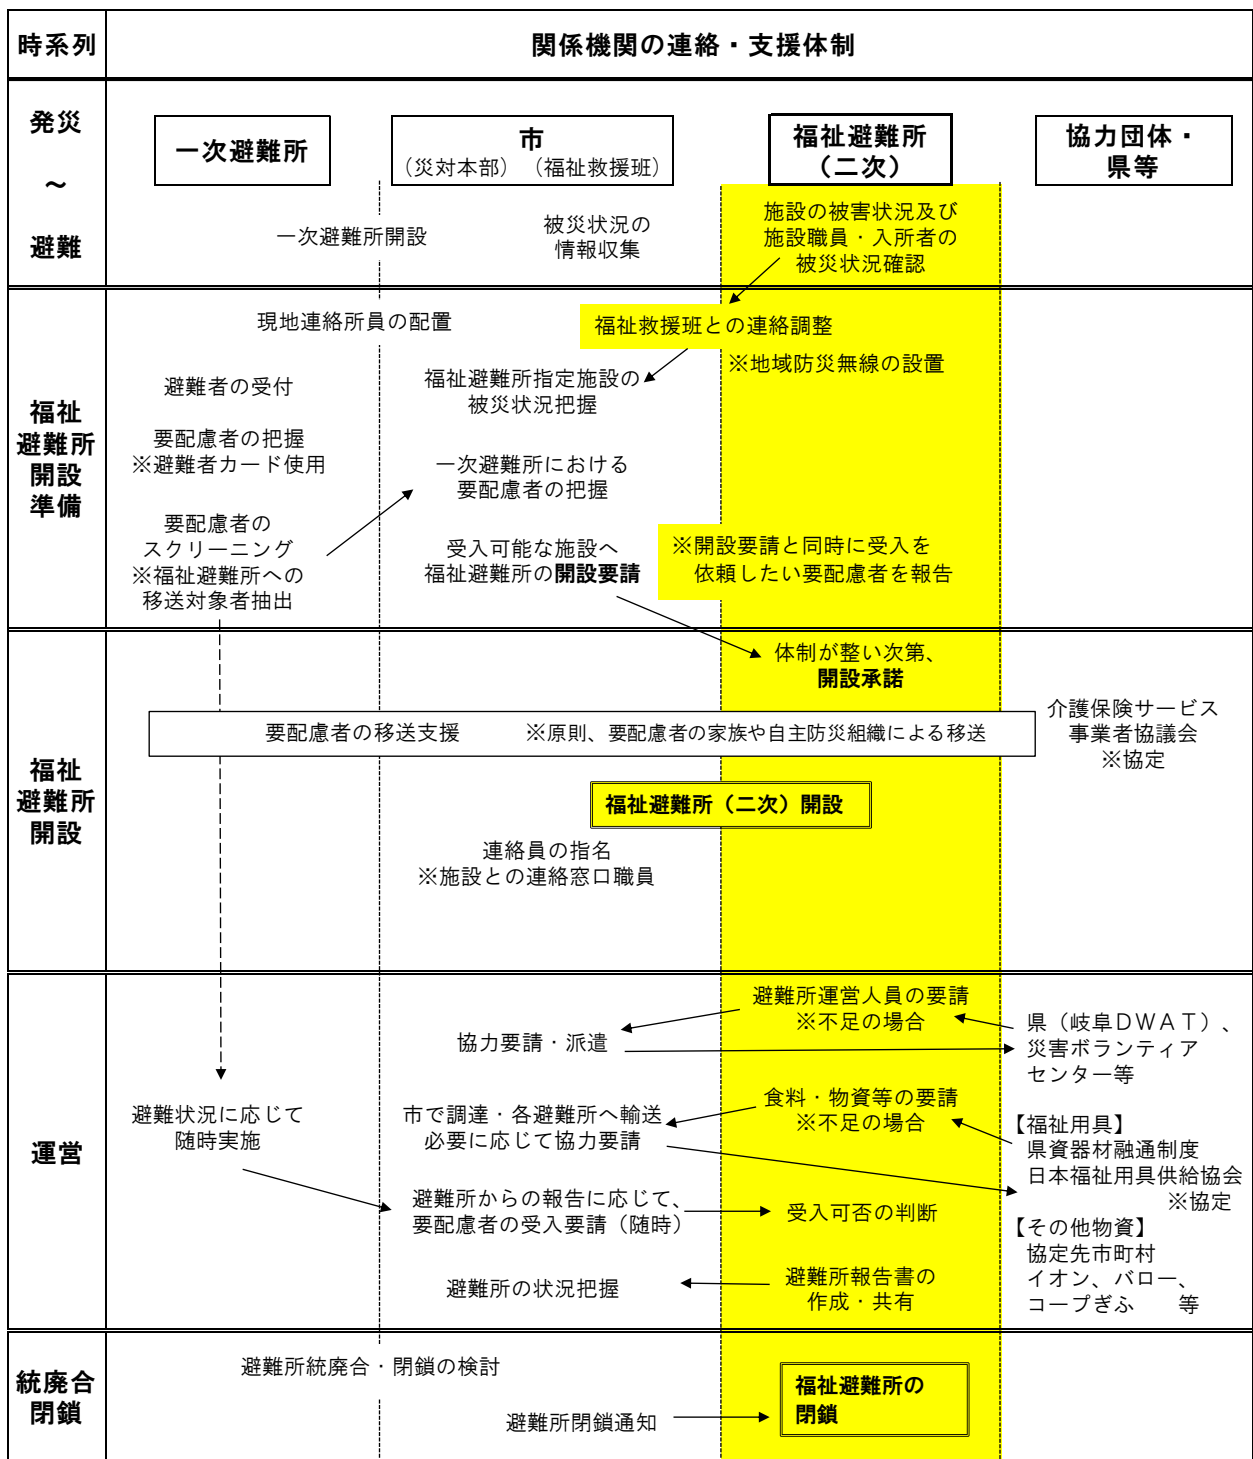 時系列
関係機関の連絡・支援体制
発災
～
避難
一次避難所
市
（災対本部）（福祉救援班）
福祉避難所
（二次）
協力団体・
県等
一次避難所開設
被災状況の
情報収集
施設の被害状況及び
施設職員・入所者の
被災状況確認
福祉
避難所
開設
準備
現地連絡所員の配置
福祉救援班との連絡調整
※地域防災無線の設置
避難者の受付
福祉避難所指定施設の
被災状況把握
要配慮者の把握
※避難者カード使用
一次避難所における
要配慮者の把握
要配慮者の
スクリーニング
※福祉避難所への
移送対象者抽出
受入可能な施設へ
福祉避難所の開設要請
※開設要請と同時に受入を
依頼したい要配慮者を報告
福祉
避難所
開設
体制が整い次第、
開設承諾
要配慮者の移送支援　　※原則、要配慮者の家族や自主防災組織による移送
介護保険サービス
事業者協議会
※協定
福祉避難所（二次）開設
連絡員の指名
※施設との連絡窓口職員
運営
避難所運営人員の要請
※不足の場合
協力要請・派遣
県（岐阜ＤＷＡＴ）、
災害ボランティア
センター等
避難状況に応じて
随時実施
市で調達・各避難所へ輸送
必要に応じて協力要請
食料・物資等の要請
※不足の場合
【福祉用具】
県資器材融通制度
日本福祉用具供給協会
※協定
避難所からの報告に応じて、
要配慮者の受入要請（随時）
受入可否の判断
【その他物資】
協定先市町村
イオン、バロー、
コープぎふ　　等
避難所の状況把握
避難所報告書の
作成・共有
統廃合
閉鎖
避難所統廃合・閉鎖の検討
避難所閉鎖通知
福祉避難所の
閉鎖